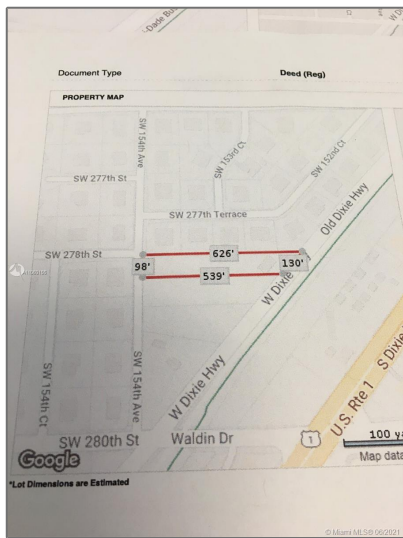 -Dade Bu
W D
Document Type
Deed (Reg)
PROPERTY MAP
SW 154th Ave
SW 153rd Ct
SW 152nd Ct
SW 277th St
SW 277th Terrace
Old Dixie Hwy
SW 278th St
626'
98'
130'
539'
W Dixie
W Dixie Hwy
SW 154th Ct
SW 154th Ave
U.S. Rte 1
S Dixie
SW 280th St
Waldin Dr
1
100 ya
Google
Map data
*Lot Dimensions are Estimated
© Miami MLS® 06/2021